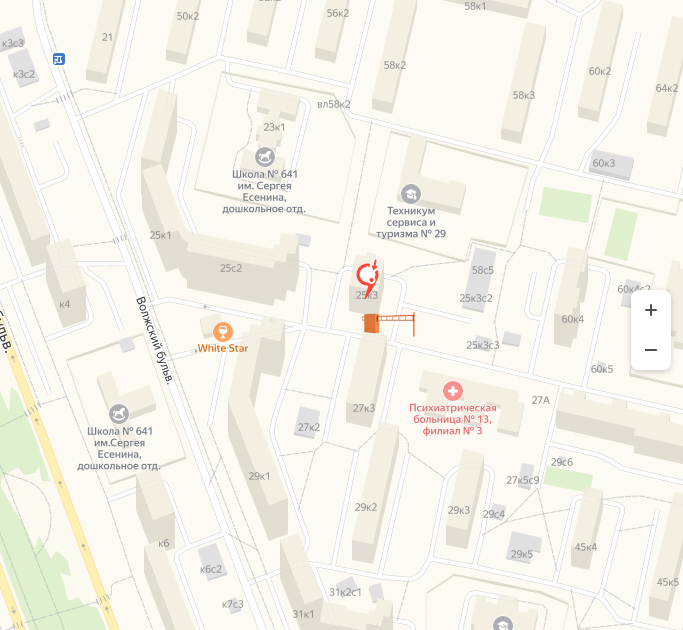 58к1
56к2
50к2
21
к3с3
к3с2
58к2
60к2
64к2
58к3
вл58к2
23к1
Школа № 641
им. Сергея
Есенина,
дошкольное отд.
60к3
Техникум
сервиса и
туризма № 29
25к1
25с2
58с5
25к3
25к3с2
60к4с2
к4
Волжский бульв.
бульв.
60к4
+
−
White Star
25к3с3
60к5
27к3
Психиатрическая
больница № 13,
филиал № 3
27А
Школа № 641
им.Сергея
Есенина,
дошкольное отд.
27к2
29с6
29к1
27к5с9
29к2
29к3
29с4
к6
29к5
45к4
к6с2
31к2с1
45к5
к7с3
31к1